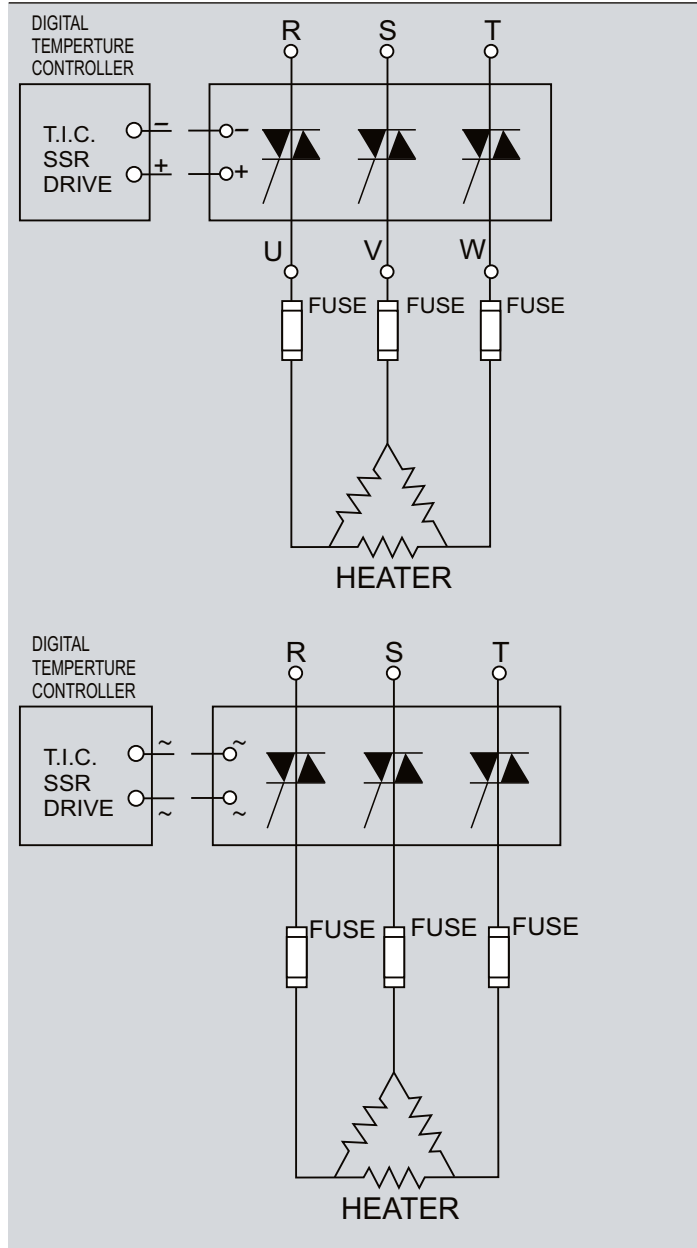 DIGITAL
TEMPERTURE
CONTROLLER
R S T
T.I.C.
SSR
DRIVE
− −
+ +
U V W
FUSE FUSE FUSE
HEATER
DIGITAL
TEMPERTURE
CONTROLLER
R S T
T.I.C.
SSR
DRIVE
~ ~
~ ~
FUSE FUSE FUSE
HEATER